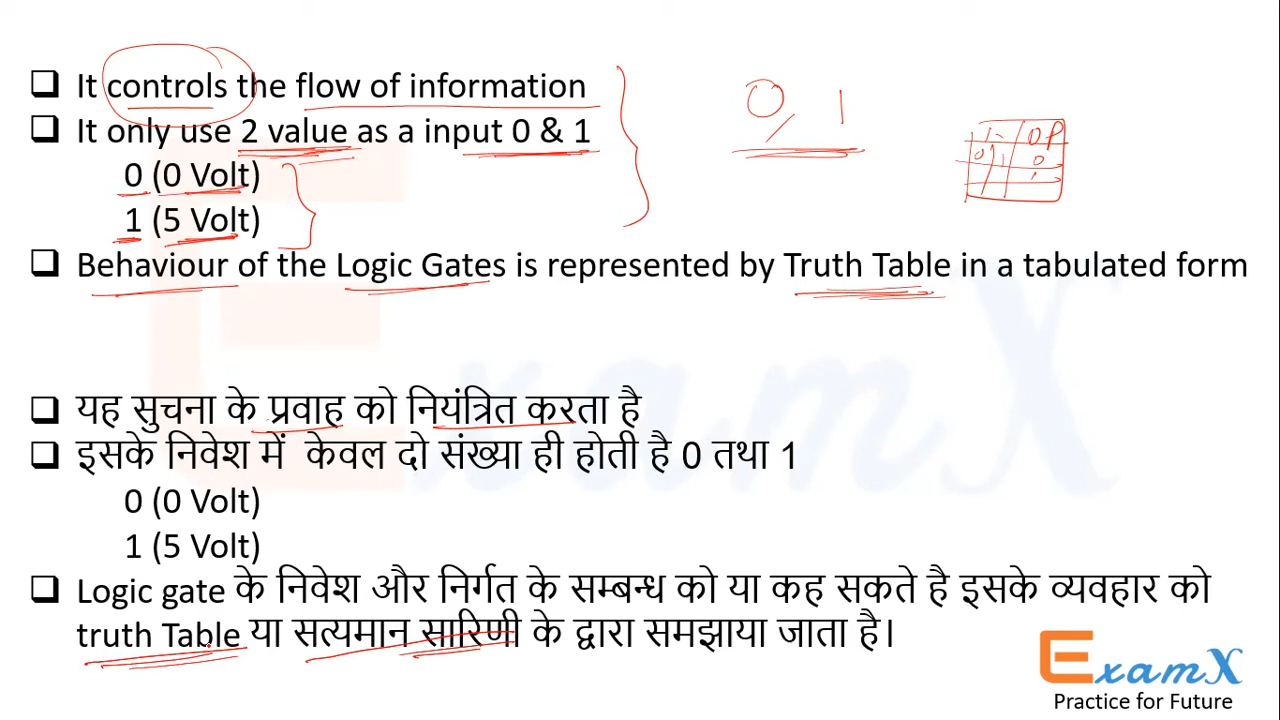 ❑ It controls the flow of information
❑ It only use 2 value as a input 0 & 1
0 (0 Volt)
1 (5 Volt)
0, 1
❑ Behaviour of the Logic Gates is represented by Truth Table in a tabulated form
❑ यह सुचना के प्रवाह को नियंत्रित करता है
❑ इसके निवेश में केवल दो संख्या ही होती है 0 तथा 1
0 (0 Volt)
1 (5 Volt)
❑ Logic gate के निवेश और निर्गत के सम्बन्ध को या कह सकते है इसके व्यवहार को
truth Table या सत्यमान सारिणी के द्वारा समझाया जाता है।
ExamX
Practice for Future